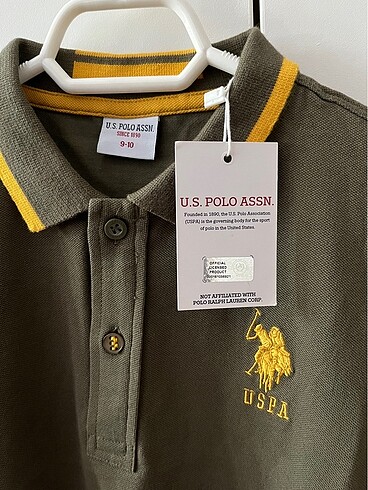 U.S. POLO ASSN.
SINCE 1890
9-10
U.S. POLO ASSN.
Founded in 1890, the U.S. Polo Association
(USPA) is the governing body for the sport
of polo in the United States.
OFFICIAL
LICENSED
PRODUCT
NOT AFFILIATED WITH
POLO RALPH LAUREN CORP.
USPA